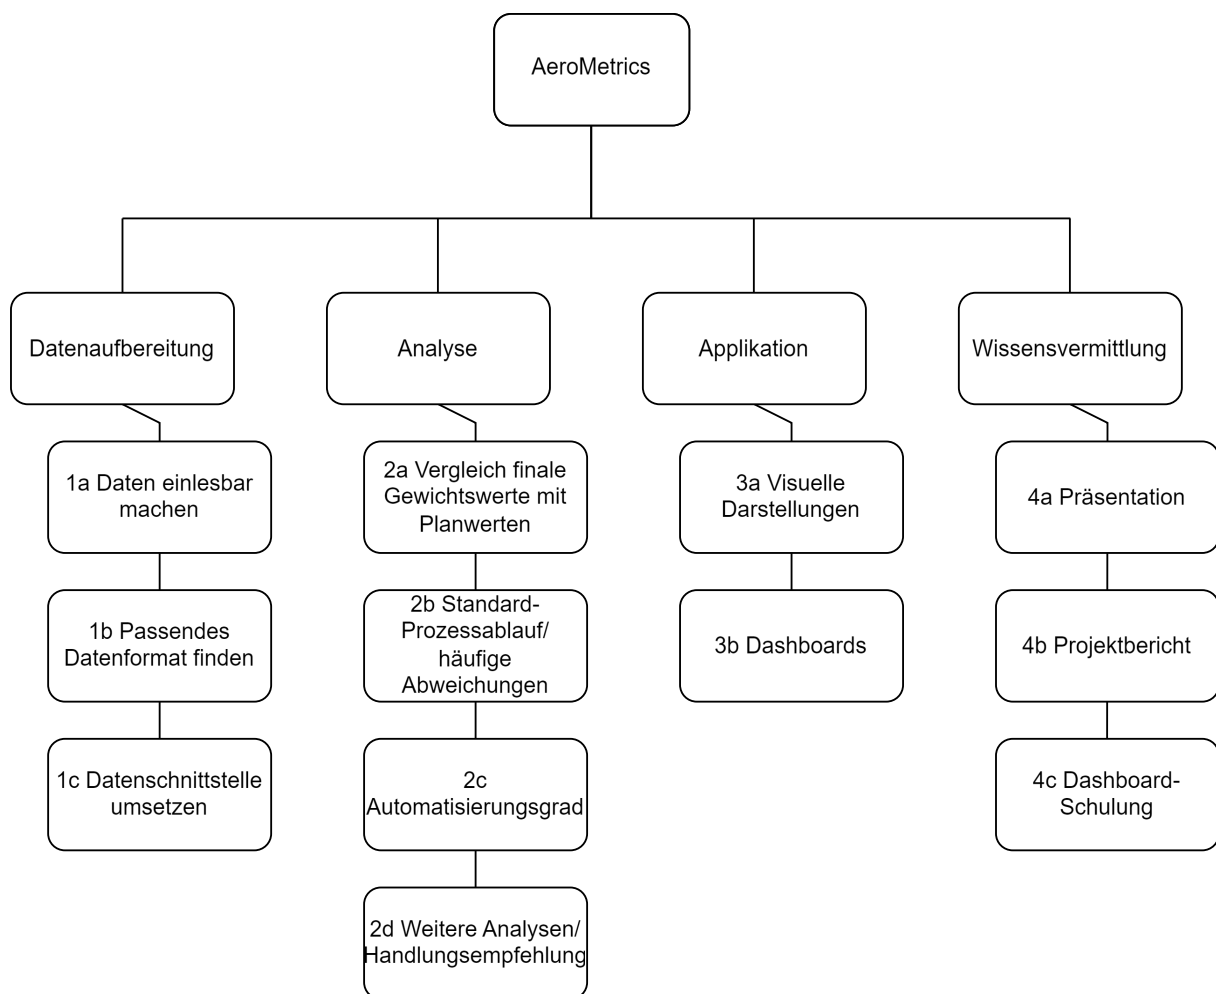 AeroMetrics
Datenaufbereitung
Analyse
Applikation
Wissensvermittlung
1a Daten einlesbar
machen
2a Vergleich finale
Gewichtswerte mit
Planwerten
3a Visuelle
Darstellungen
4a Präsentation
1b Passendes
Datenformat finden
2b Standard-
Prozessablauf/
häufige
Abweichungen
3b Dashboards
4b Projektbericht
1c Datenschnittstelle
umsetzen
2c
Automatisierungsgrad
4c Dashboard-
Schulung
2d Weitere Analysen/
Handlungsempfehlung